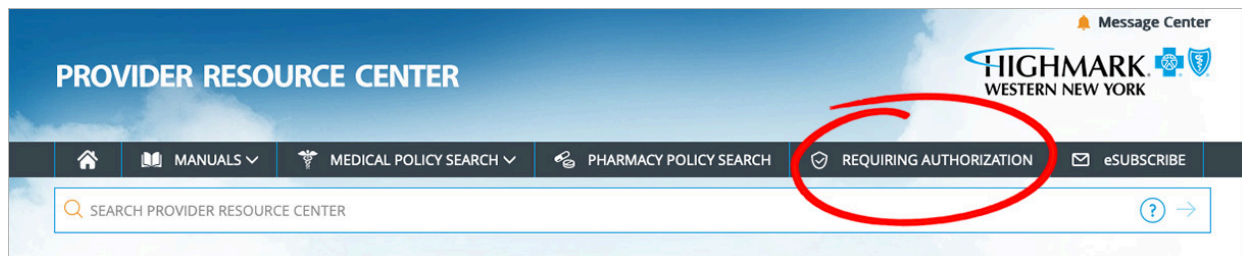 Message Center
PROVIDER RESOURCE CENTER
HIGHMARK.
WESTERN NEW YORK
MANUALS
MEDICAL POLICY SEARCH
PHARMACY POLICY SEARCH
REQUIRING AUTHORIZATION
eSUBSCRIBE
SEARCH PROVIDER RESOURCE CENTER
?